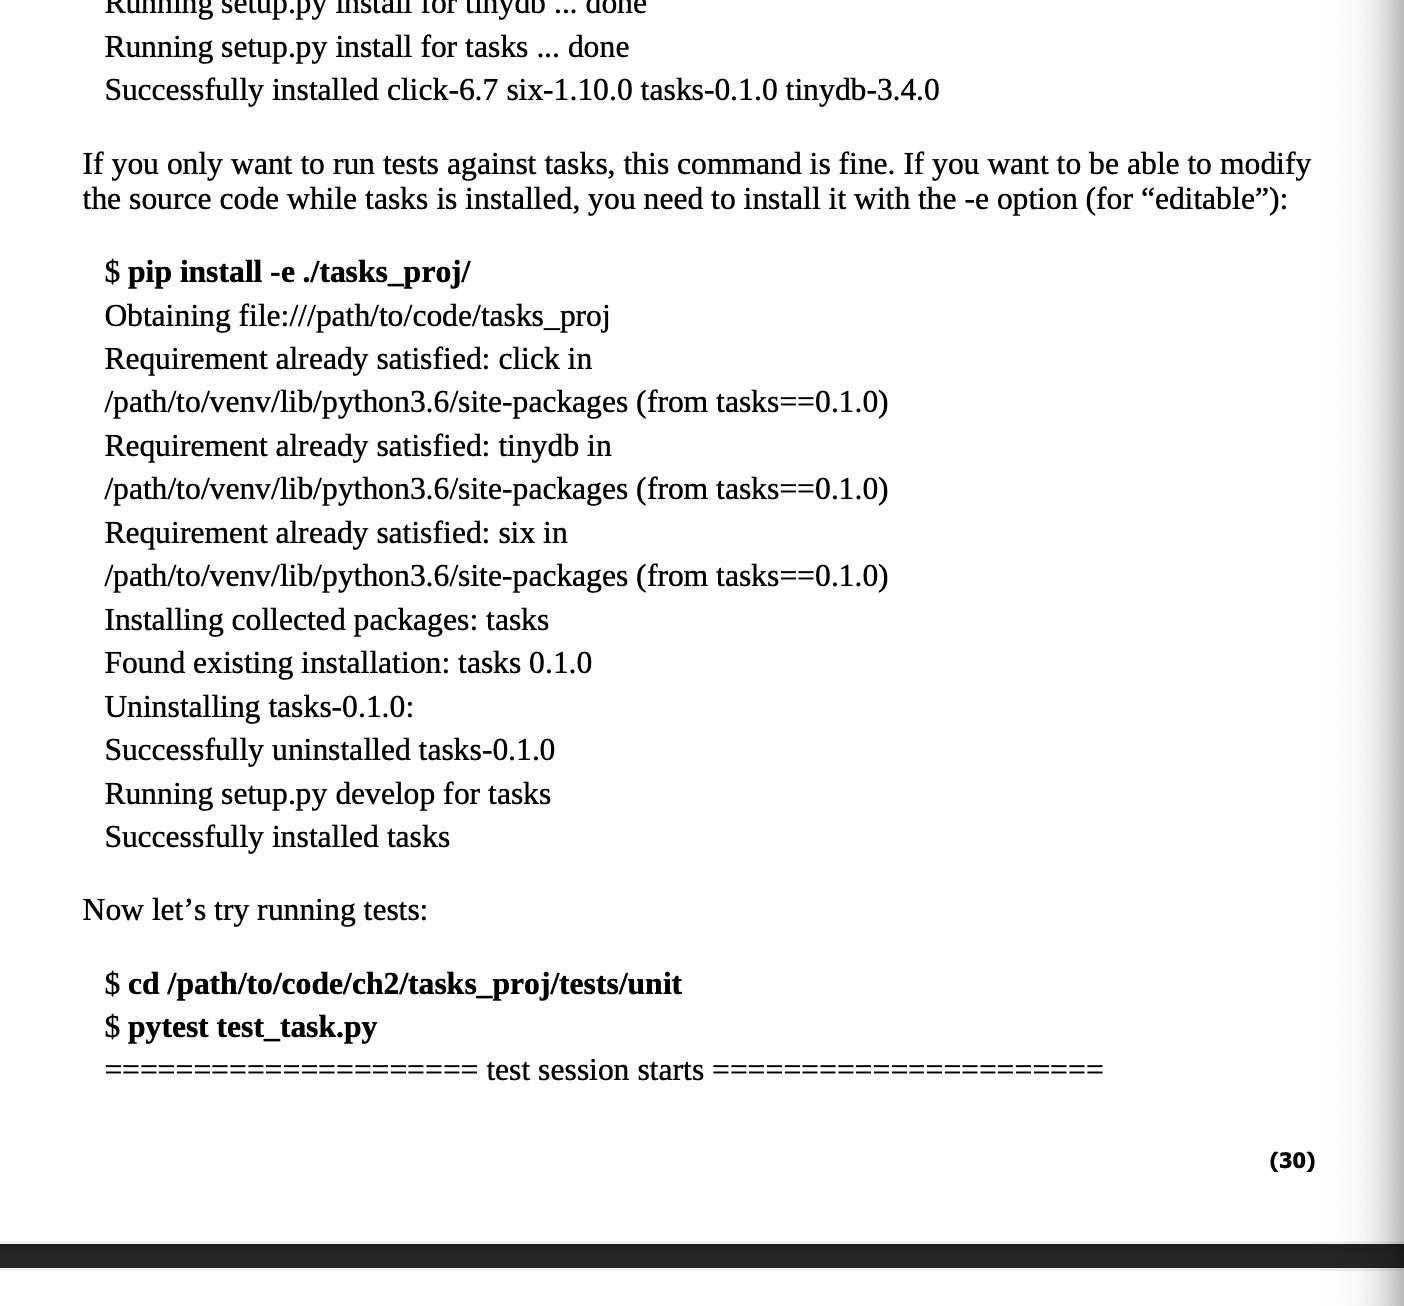 Running setup.py install for tinydb ... done
Running setup.py install for tasks ... done
Successfully installed click-6.7 six-1.10.0 tasks-0.1.0 tinydb-3.4.0
If you only want to run tests against tasks, this command is fine. If you want to be able to modify
the source code while tasks is installed, you need to install it with the -e option (for “editable”):
$ pip install -e ./tasks_proj/
Obtaining file:///path/to/code/tasks_proj
Requirement already satisfied: click in
/path/to/venv/lib/python3.6/site-packages (from tasks==0.1.0)
Requirement already satisfied: tinydb in
/path/to/venv/lib/python3.6/site-packages (from tasks==0.1.0)
Requirement already satisfied: six in
/path/to/venv/lib/python3.6/site-packages (from tasks==0.1.0)
Installing collected packages: tasks
Found existing installation: tasks 0.1.0
Uninstalling tasks-0.1.0:
Successfully uninstalled tasks-0.1.0
Running setup.py develop for tasks
Successfully installed tasks
Now let’s try running tests:
$ cd /path/to/code/ch2/tasks_proj/tests/unit
$ pytest test_task.py
===================== test session starts ======================
(30)